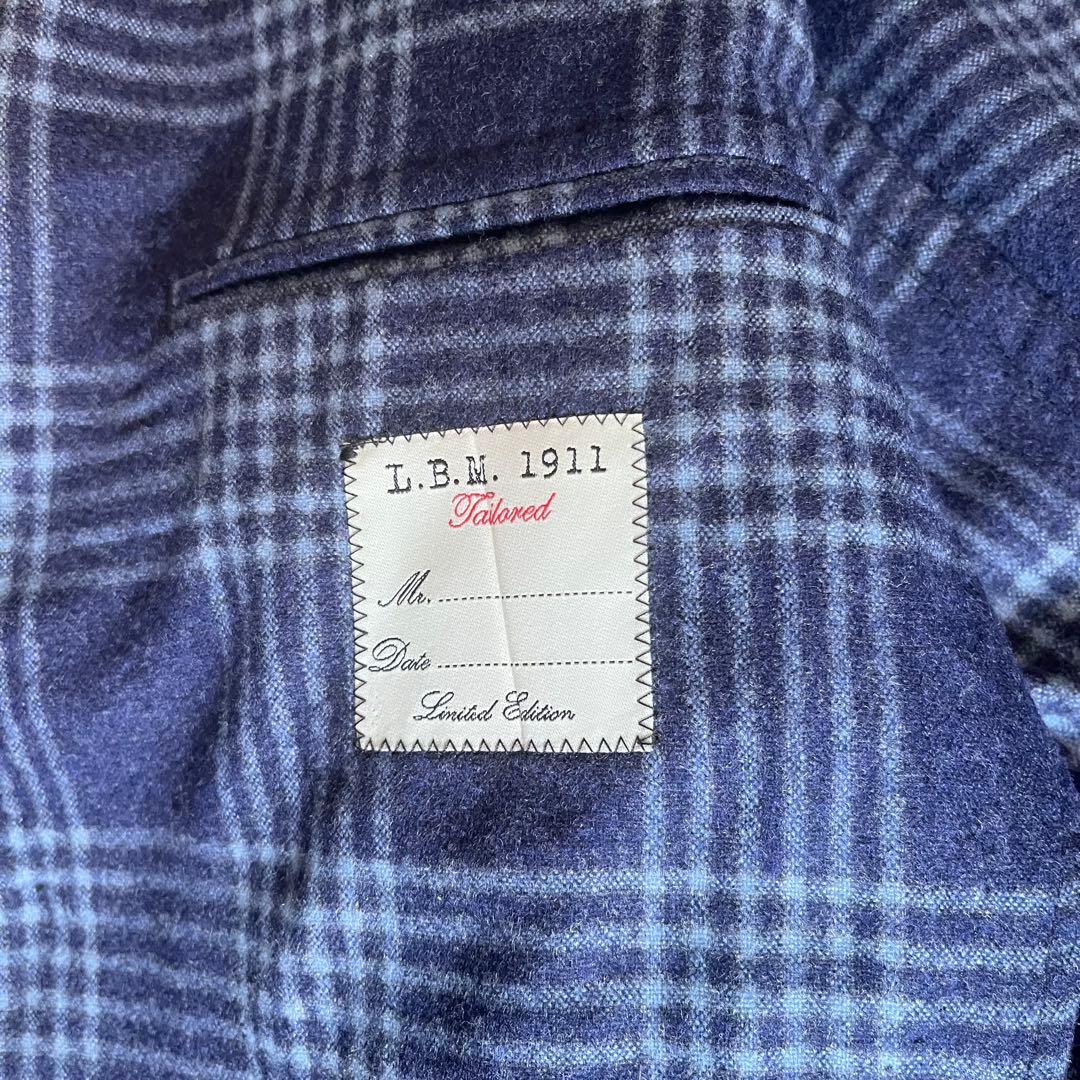 L.B.M. 1911
Tailored
Mr.
Date
Limited Edition